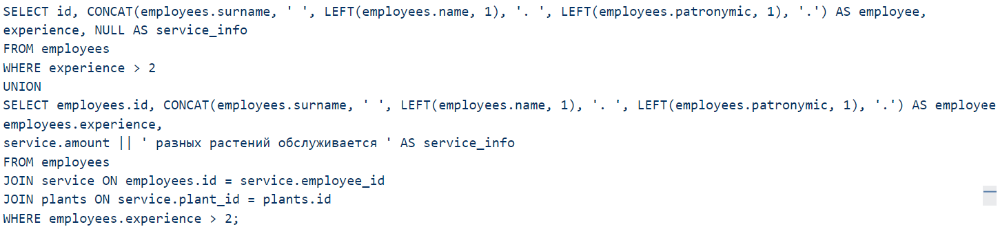 SELECT id, CONCAT(employees.surname, ' ', LEFT(employees.name, 1), '. ', LEFT(employees.patronymic, 1), '.') AS employee,
experience, NULL AS service_info
FROM employees
WHERE experience > 2
UNION
SELECT employees.id, CONCAT(employees.surname, ' ', LEFT(employees.name, 1), '. ', LEFT(employees.patronymic, 1), '.') AS employee
employees.experience,
service.amount || ' разных растений обслуживается ' AS service_info
FROM employees
JOIN service ON employees.id = service.employee_id
JOIN plants ON service.plant_id = plants.id
WHERE employees.experience > 2;